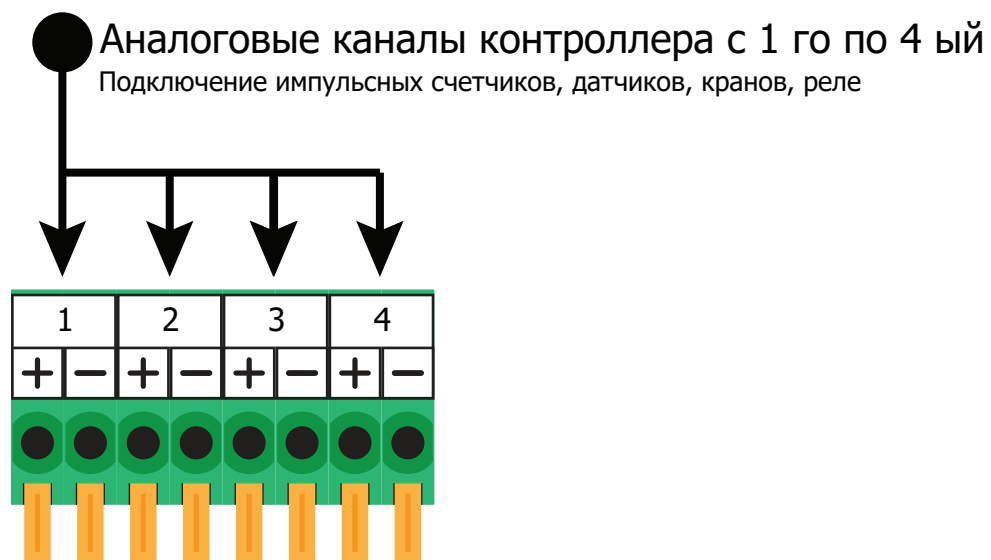 Аналоговые каналы контроллера с 1 го по 4 ый
Подключение импульсных счетчиков, датчиков, кранов, реле
1 2 3 4
+ − + − + − + −